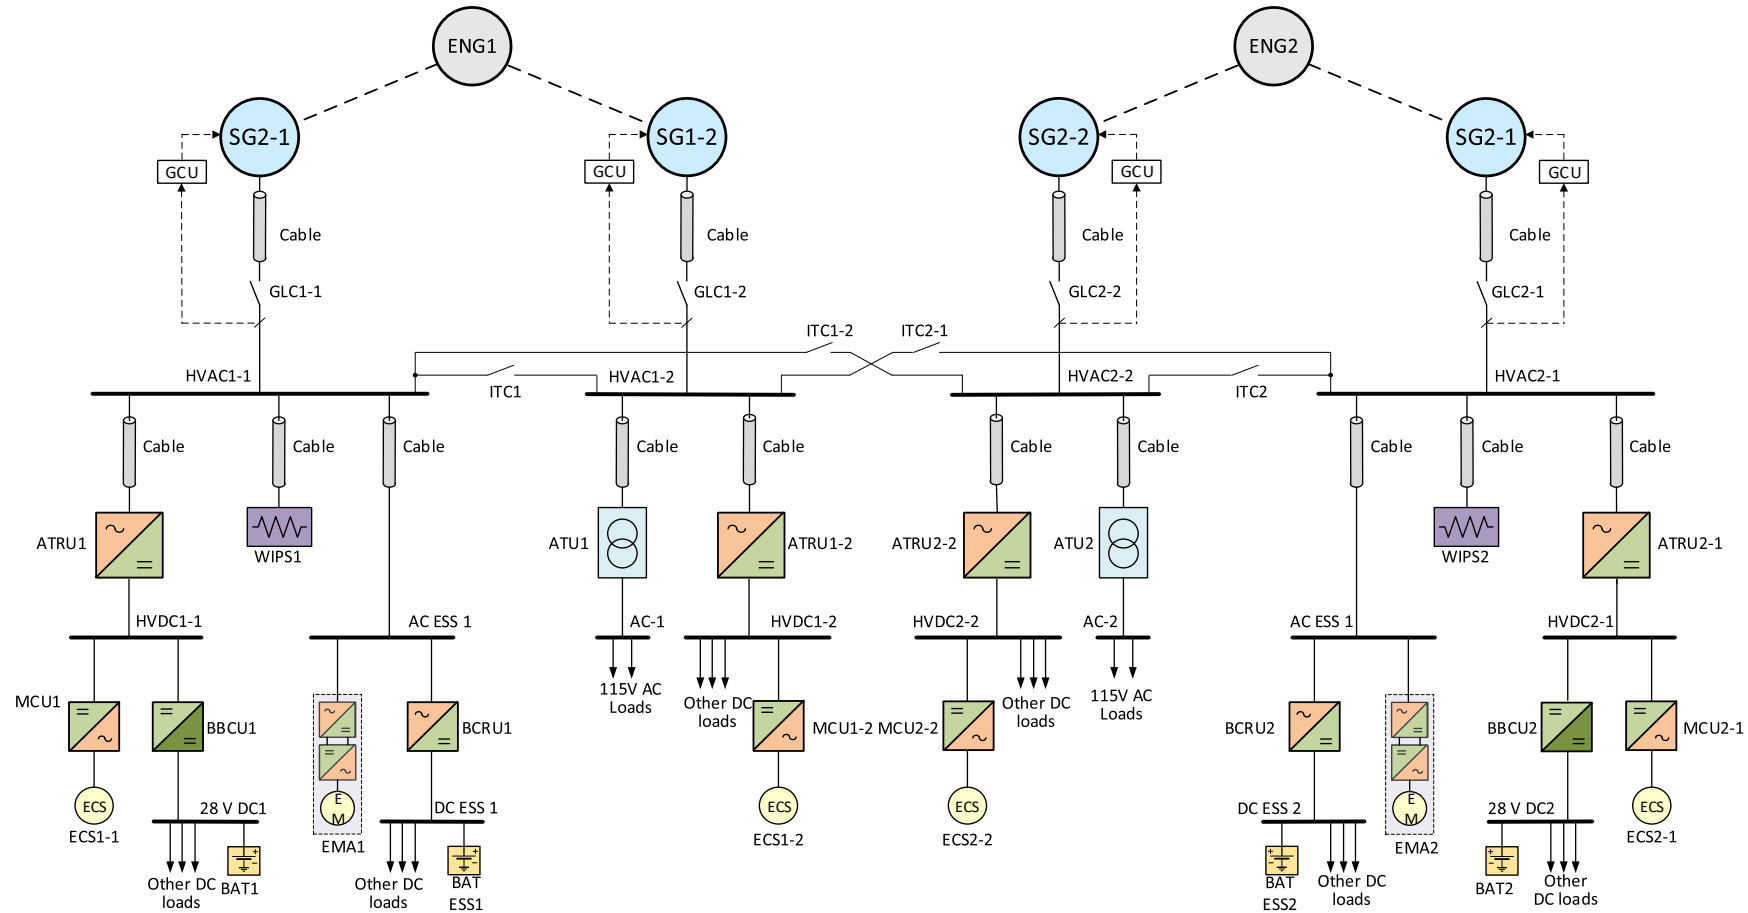 ENG1
ENG2
SG2-1
SG1-2
SG2-2
SG2-1
GCU
GCU
GCU
GCU
Cable
Cable
Cable
Cable
GLC1-1
GLC1-2
GLC2-2
GLC2-1
ITC1-2
ITC2-1
HVAC1-1
ITC1
HVAC1-2
HVAC2-2
ITC2
HVAC2-1
Cable
Cable
Cable
Cable
Cable
Cable
Cable
Cable
Cable
Cable
ATRU1
WIPS1
ATU1
ATRU1-2
ATRU2-2
ATU2
WIPS2
ATRU2-1
HVDC1-1
AC ESS 1
AC-1
HVDC1-2
HVDC2-2
AC-2
AC ESS 1
HVDC2-1
MCU1
BBCU1
BCRU1
115V AC
Loads
Other DC
loads
MCU1-2
MCU2-2
Other DC
loads
115V AC
Loads
BCRU2
BBCU2
MCU2-1
ECS
ECS1-1
28 V DC1
E
M
EMA1
DC ESS 1
ECS
ECS1-2
ECS
ECS2-2
DC ESS 2
E
M
EMA2
28 V DC2
ECS
ECS2-1
Other DC
loads
BAT1
Other DC
loads
BAT
ESS1
BAT
ESS2
Other DC
loads
BAT2
Other
DC loads